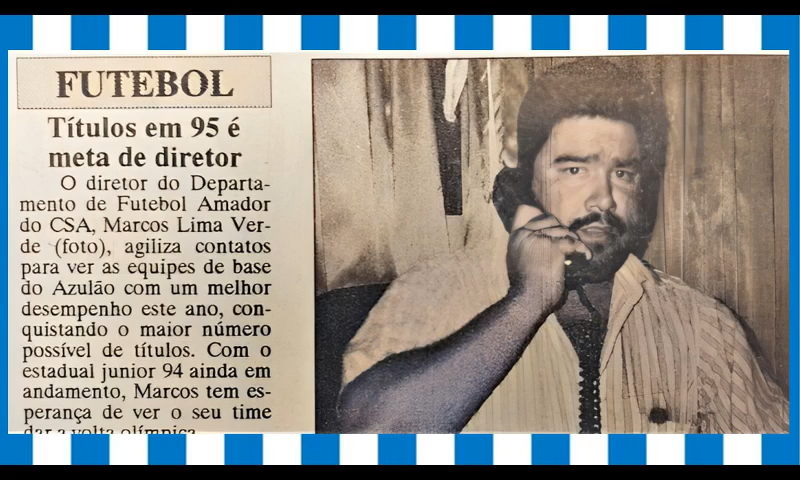 FUTEBOL
Títulos em 95 é
meta de diretor
O diretor do Departa-
mento de Futebol Amador
do CSA, Marcos Lima Ver-
de (foto), agiliza contatos
para ver as equipes de base
do Azulão com um melhor
desempenho este ano, con-
quistando o maior número
possível de títulos. Com o
estadual junior 94 ainda em
andamento, Marcos tem es-
perança de ver o seu time
dar a volta olímpica